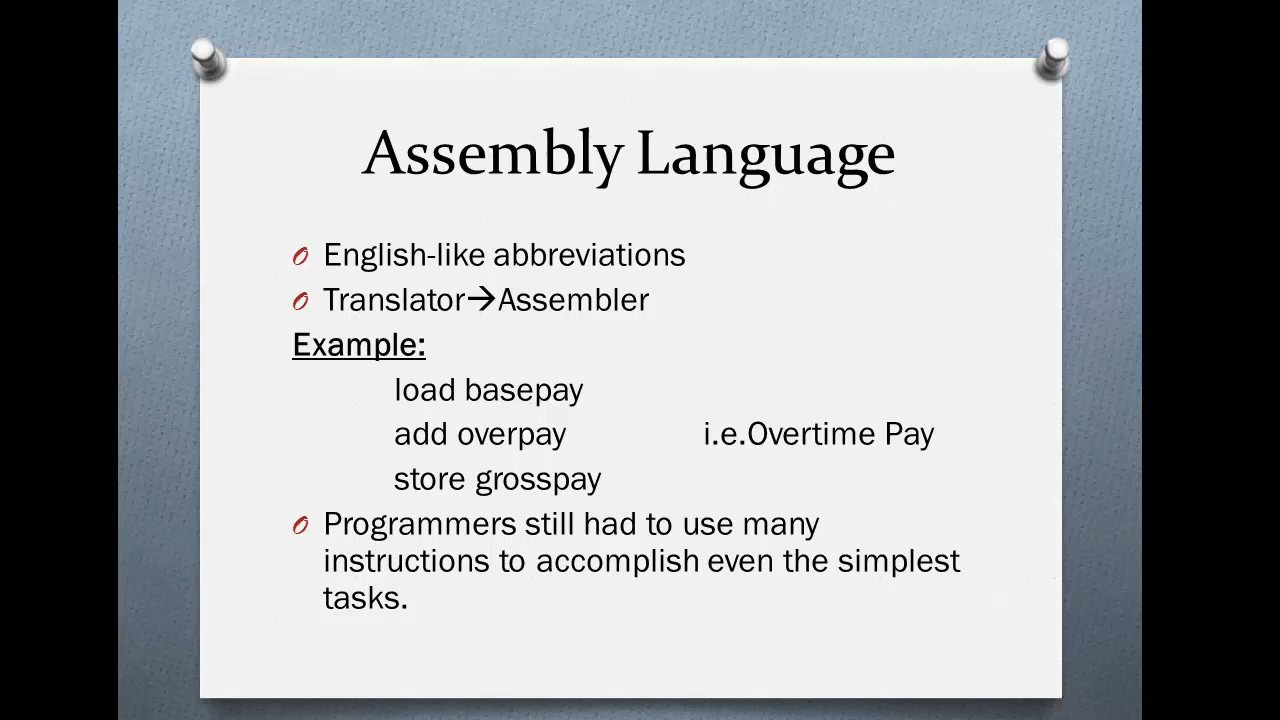 Assembly Language
English-like abbreviations
Translator→Assembler
Example:
load basepay
add overpay i.e.Overtime Pay
store grosspay
Programmers still had to use many
instructions to accomplish even the simplest
tasks.